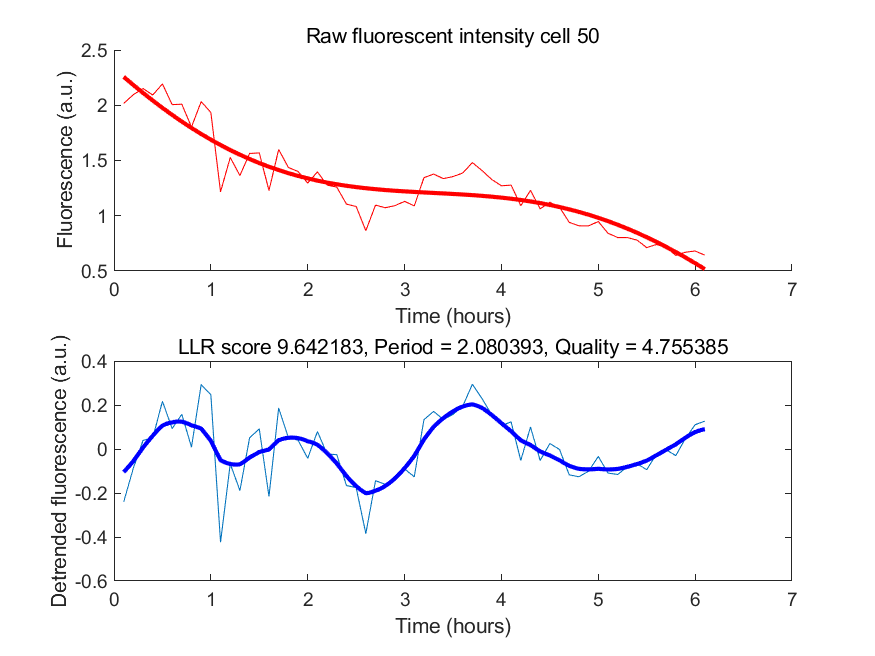 Raw fluorescent intensity cell 50
Fluorescence (a.u.)
2.5
2
1.5
1
0.5
0 1 2 3 4 5 6 7
Time (hours)
LLR score 9.642183, Period = 2.080393, Quality = 4.755385
Detrended fluorescence (a.u.)
0.4
0.2
0
-0.2
-0.4
-0.6
0 1 2 3 4 5 6 7
Time (hours)